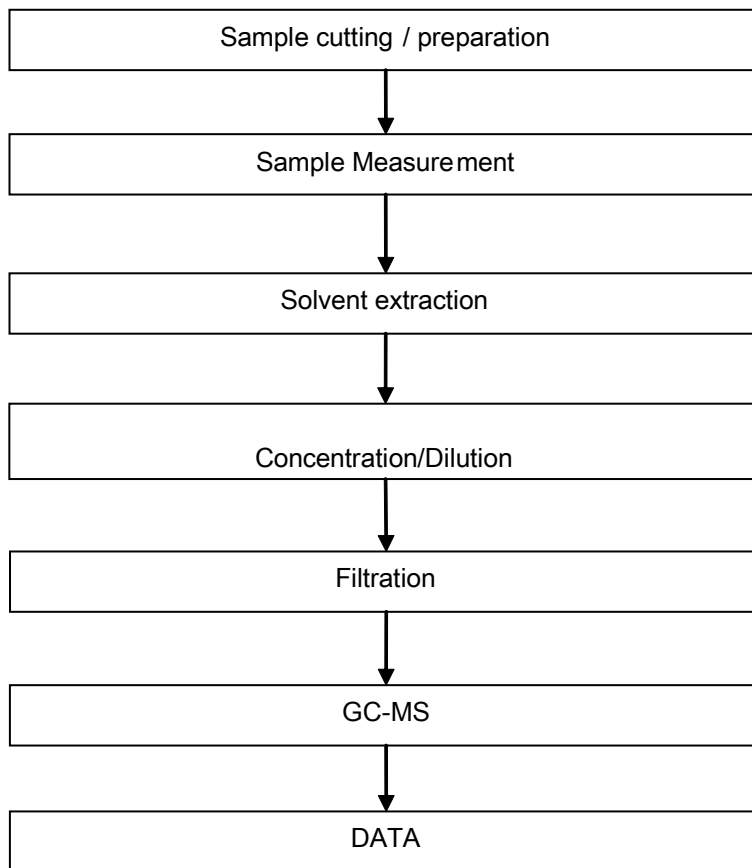 Sample cutting / preparation
Sample Measurement
Solvent extraction
Concentration/Dilution
Filtration
GC-MS
DATA